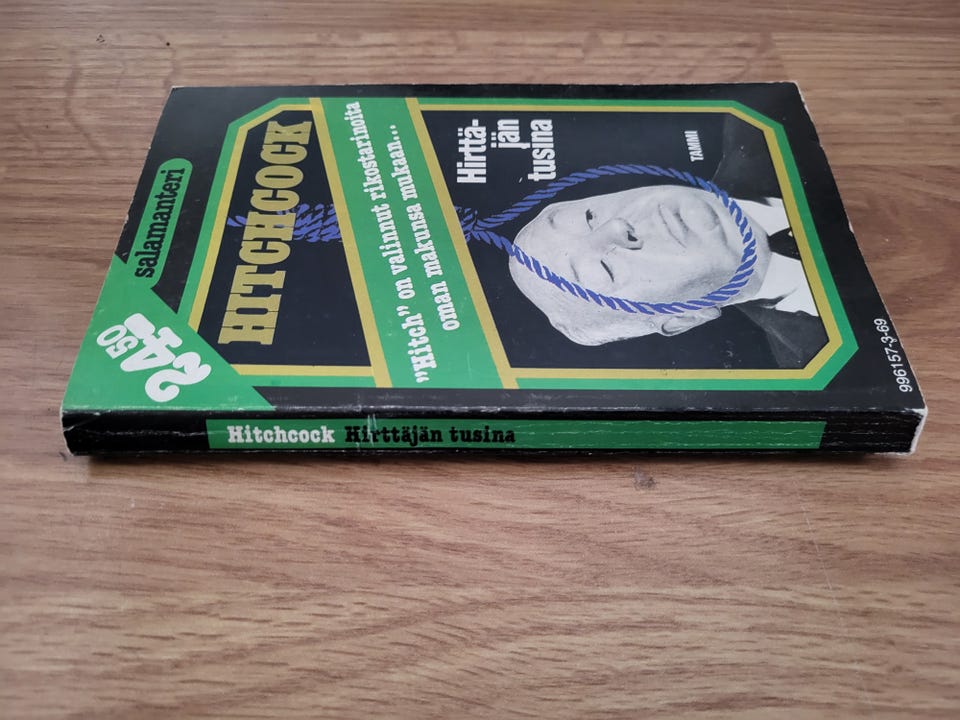 salamanteri
24 50
HITCHCOCK
"Hitch" on valinnut rikostarinoita
oman makunsa mukaan...
Hirttä-
jän
tusina
TAMMI
996157-3-69
Hitchcock Hirttäjän tusina